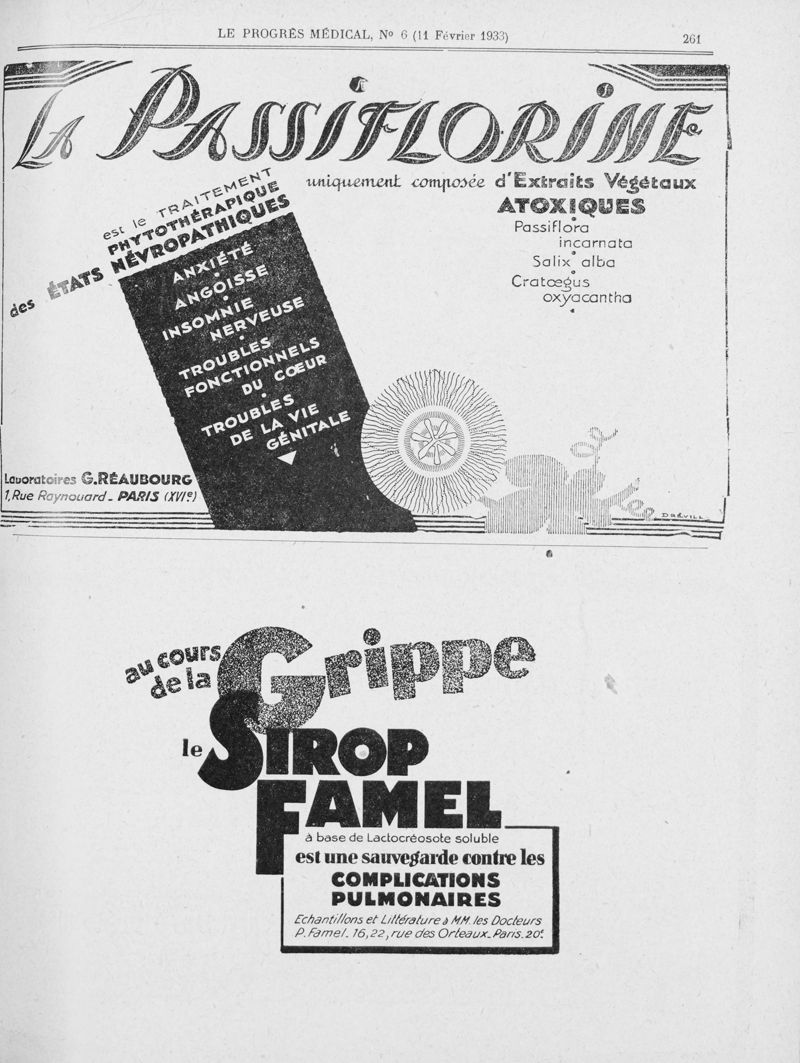 LE PROGRÈS MÉDICAL, No 6 (11 Février 1933)
261
LA PASSIFLORINE
uniquement composée d'Extraits Végétaux
ATOXIQUES
Passiflora
incarnata
Salix alba
Cratœgus
oxyacantha
est le TRAITEMENT
PHYTOTHÉRAPIQUE
des ÉTATS NÉVROPATHIQUES
ANXIÉTÉ
ANGOISSE
INSOMNIE
NERVEUSE
TROUBLES
FONCTIONNELS
DU CŒUR
TROUBLES
DE LA VIE
GÉNITALE
Laboratoires G.RÉAUBOURG
1, Rue Raynouard - PARIS (XVIe)
au cours
de la Grippe
le SIROP
FAMEL
à base de Lactocréosote soluble
est une sauvegarde contre les
COMPLICATIONS
PULMONAIRES
Echantillons et Littérature à MM. les Docteurs
P. Famel. 16,22, rue des Orteaux - Paris. 20e